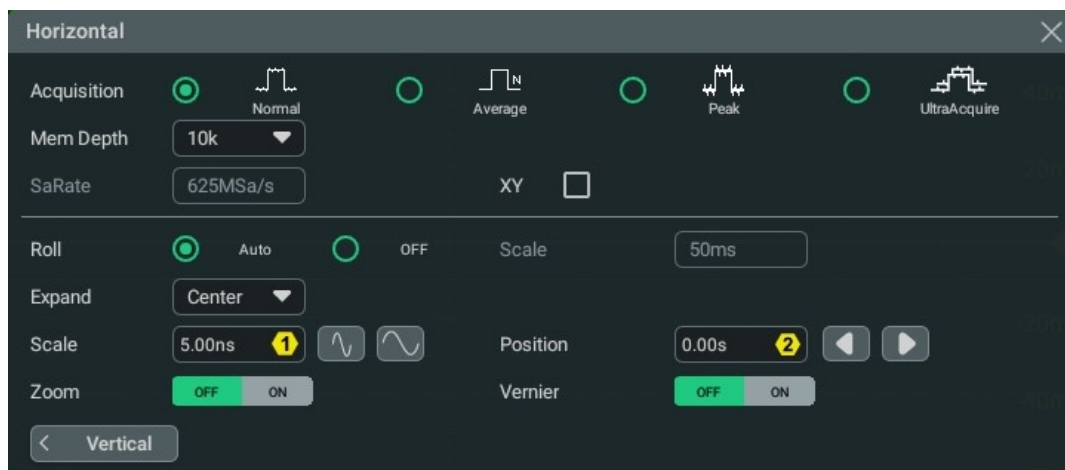 Horizontal
Acquisition Normal N Average Peak UltraAcquire
Mem Depth 10k
SaRate 625MSa/s XY
Roll Auto OFF Scale 50ms
Expand Center
Scale 5.00ns 1 Position 0.00s 2
Zoom OFF ON Vernier OFF ON
< Vertical